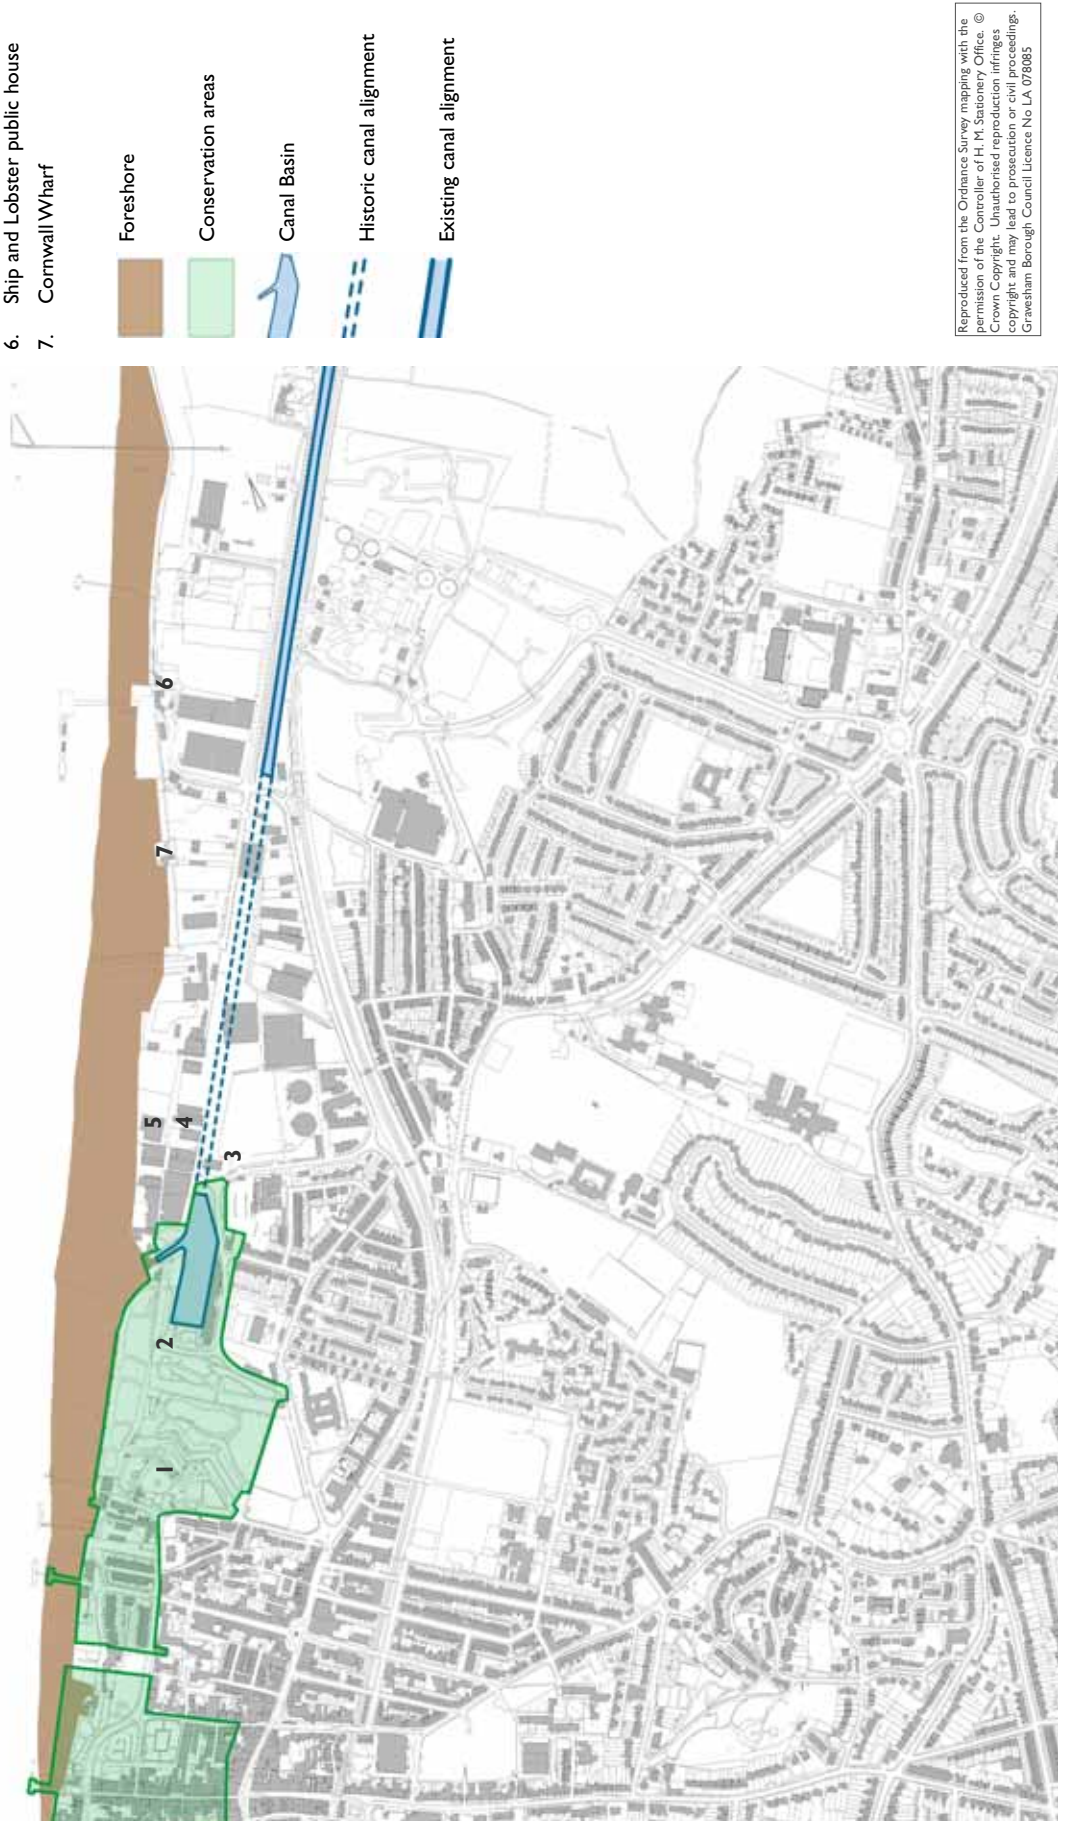 6. Ship and Lobster public house
7. Cornwall Wharf
Foreshore
Conservation areas
Canal Basin
Historic canal alignment
Existing canal alignment
Reproduced from the Ordnance Survey mapping with the
permission of the Controller of H. M. Stationery Office. ©
Crown Copyright. Unauthorised reproduction infringes
copyright and may lead to prosecution or civil proceedings.
Gravesham Borough Council Licence No LA 078085
6
7
5
4
3
2
1